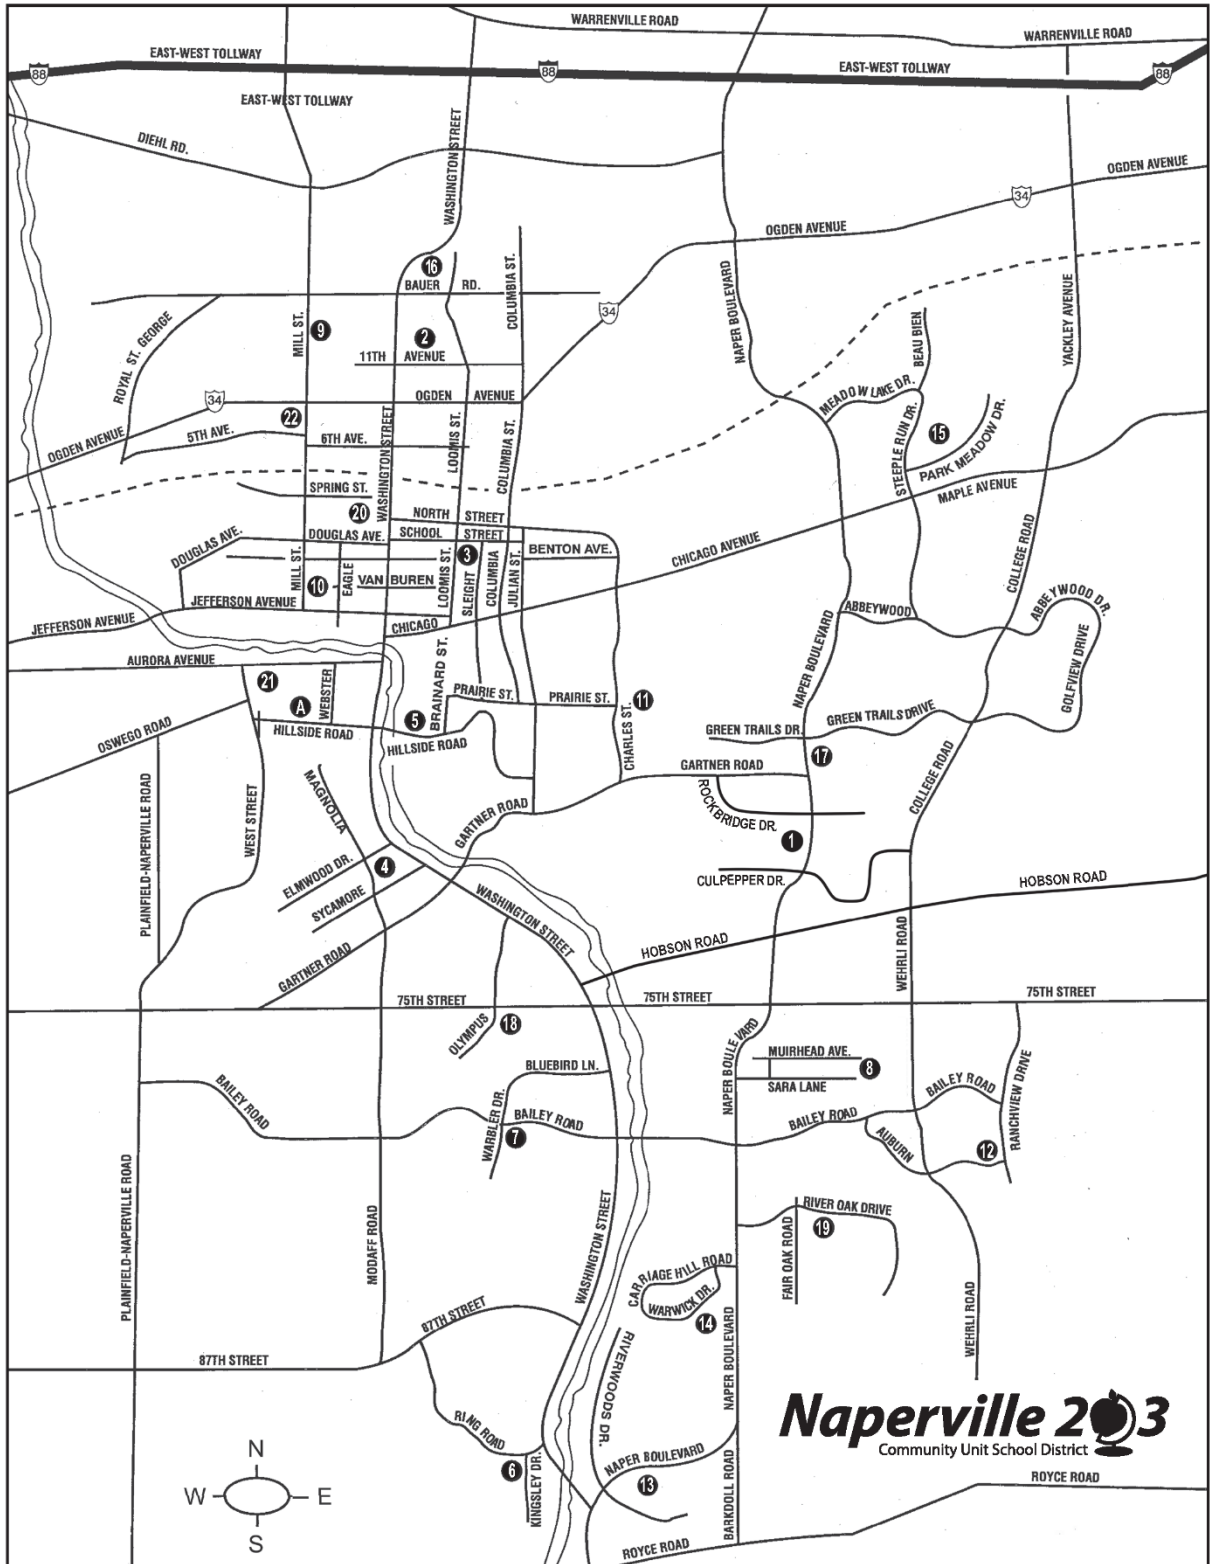 WARRENVILLE ROAD
WARRENVILLE ROAD
EAST-WEST TOLLWAY
88
88
EAST-WEST TOLLWAY
88
EAST-WEST TOLLWAY
DIEHL RD.
WASHINGTON STREET
OGDEN AVENUE
34
OGDEN AVENUE
16
BAUER RD.
COLUMBIA ST.
NAPER BOULEVARD
YACKLEY AVENUE
ROYAL ST. GEORGE
MILL ST.
9
2
34
BEAU BIEN
11TH AVENUE
MEADOW LAKE DR.
34
OGDEN AVENUE
22
5TH AVE.
OGDEN AVENUE
6TH AVE.
WASHINGTON STREET
LOOMIS ST.
COLUMBIA ST.
STEEPLE RUN DR.
15
PARK MEADOW DR.
MAPLE AVENUE
SPRING ST.
20
NORTH STREET
DOUGLAS AVE.
DOUGLAS AVE.
SCHOOL STREET
CHICAGO AVENUE
COLLEGE ROAD
MILL ST.
10
EAGLE
VAN BUREN
LOOMIS ST.
3
SLEIGHT
COLUMBIA
JULIAN ST.
BENTON AVE.
JEFFERSON AVENUE
JEFFERSON AVENUE
CHICAGO
ABBEYWOOD
ABBEYWOOD DR.
AURORA AVENUE
NAPER BOULEVARD
GOLFVIEW DRIVE
21
A
WEBSTER
BRAINARD ST.
PRAIRIE ST.
PRAIRIE ST.
11
5
OSWEGO ROAD
HILLSIDE ROAD
HILLSIDE ROAD
CHARLES ST.
GREEN TRAILS DR.
GREEN TRAILS DRIVE
17
GARTNER ROAD
PLAINFIELD-NAPERVILLE ROAD
WEST STREET
MAGNOLIA
GARTNER ROAD
ROCKBRIDGE DR.
1
COLLEGE ROAD
ELMWOOD DR.
4
SYCAMORE
CULPEPPER DR.
HOBSON ROAD
WASHINGTON STREET
HOBSON ROAD
WEHRLI ROAD
GARTNER ROAD
75TH STREET
75TH STREET
75TH STREET
OLYMPUS
18
NAPER BOULEVARD
MUIRHEAD AVE.
8
SARA LANE
BLUEBIRD LN.
BAILEY ROAD
WARBLER DR.
BAILEY ROAD
7
BAILEY ROAD
BAILEY ROAD
RANCHVIEW DRIVE
AUBURN
12
PLAINFIELD-NAPERVILLE ROAD
MODAFF ROAD
WASHINGTON STREET
RIVER OAK DRIVE
19
FAIR OAK ROAD
CARRIAGE HILL ROAD
WARWICK DR.
14
87TH STREET
87TH STREET
RIVERWOODS DR.
NAPER BOULEVARD
WEHRLI ROAD
Naperville 203
Community Unit School District
RING ROAD
6
KINGSLEY DR.
NAPER BOULEVARD
13
BARKDOLL ROAD
ROYCE ROAD
ROYCE ROAD
N
W E
S